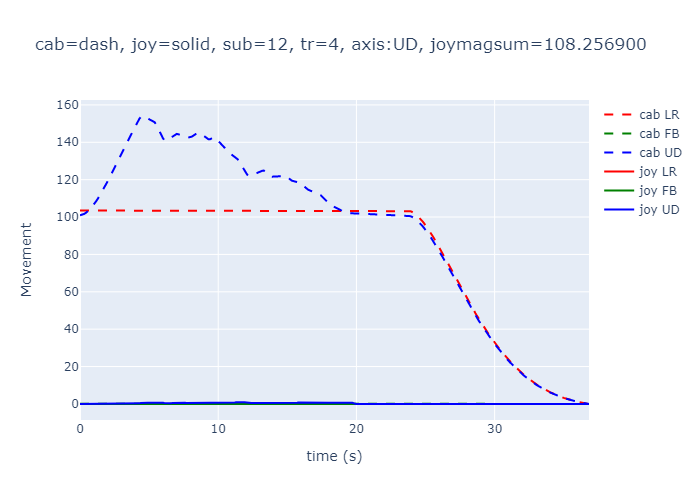 cab=dash, joy=solid, sub=12, tr=4, axis:UD, joymagsum=108.256900
160
140
120
100
80
60
40
20
0
Movement
0
10
20
30
time (s)
cab LR
cab FB
cab UD
joy LR
joy FB
joy UD